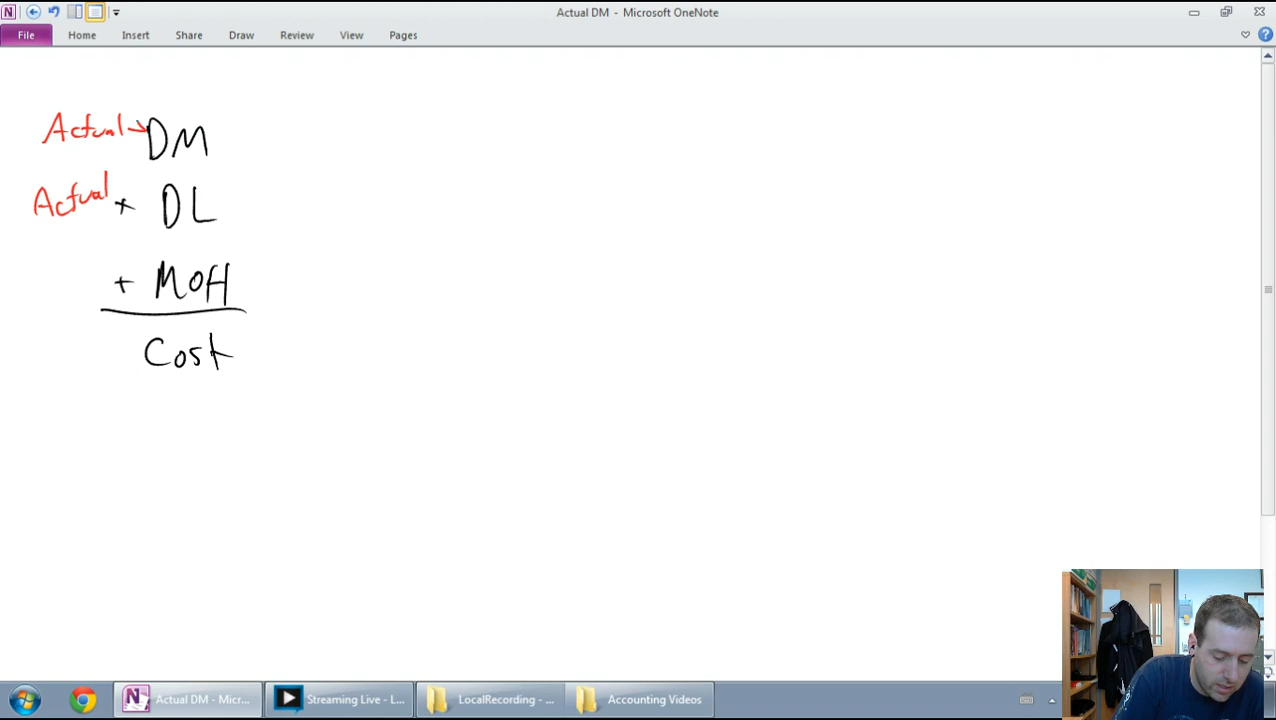 Actual DM - Microsoft OneNote
File Home Insert Share Draw Review View Pages
Actual → DM
Actual + DL
+ MOH
Cost
Actual DM - Micr... Streaming Live - L... LocalRecording - ... Accounting Videos